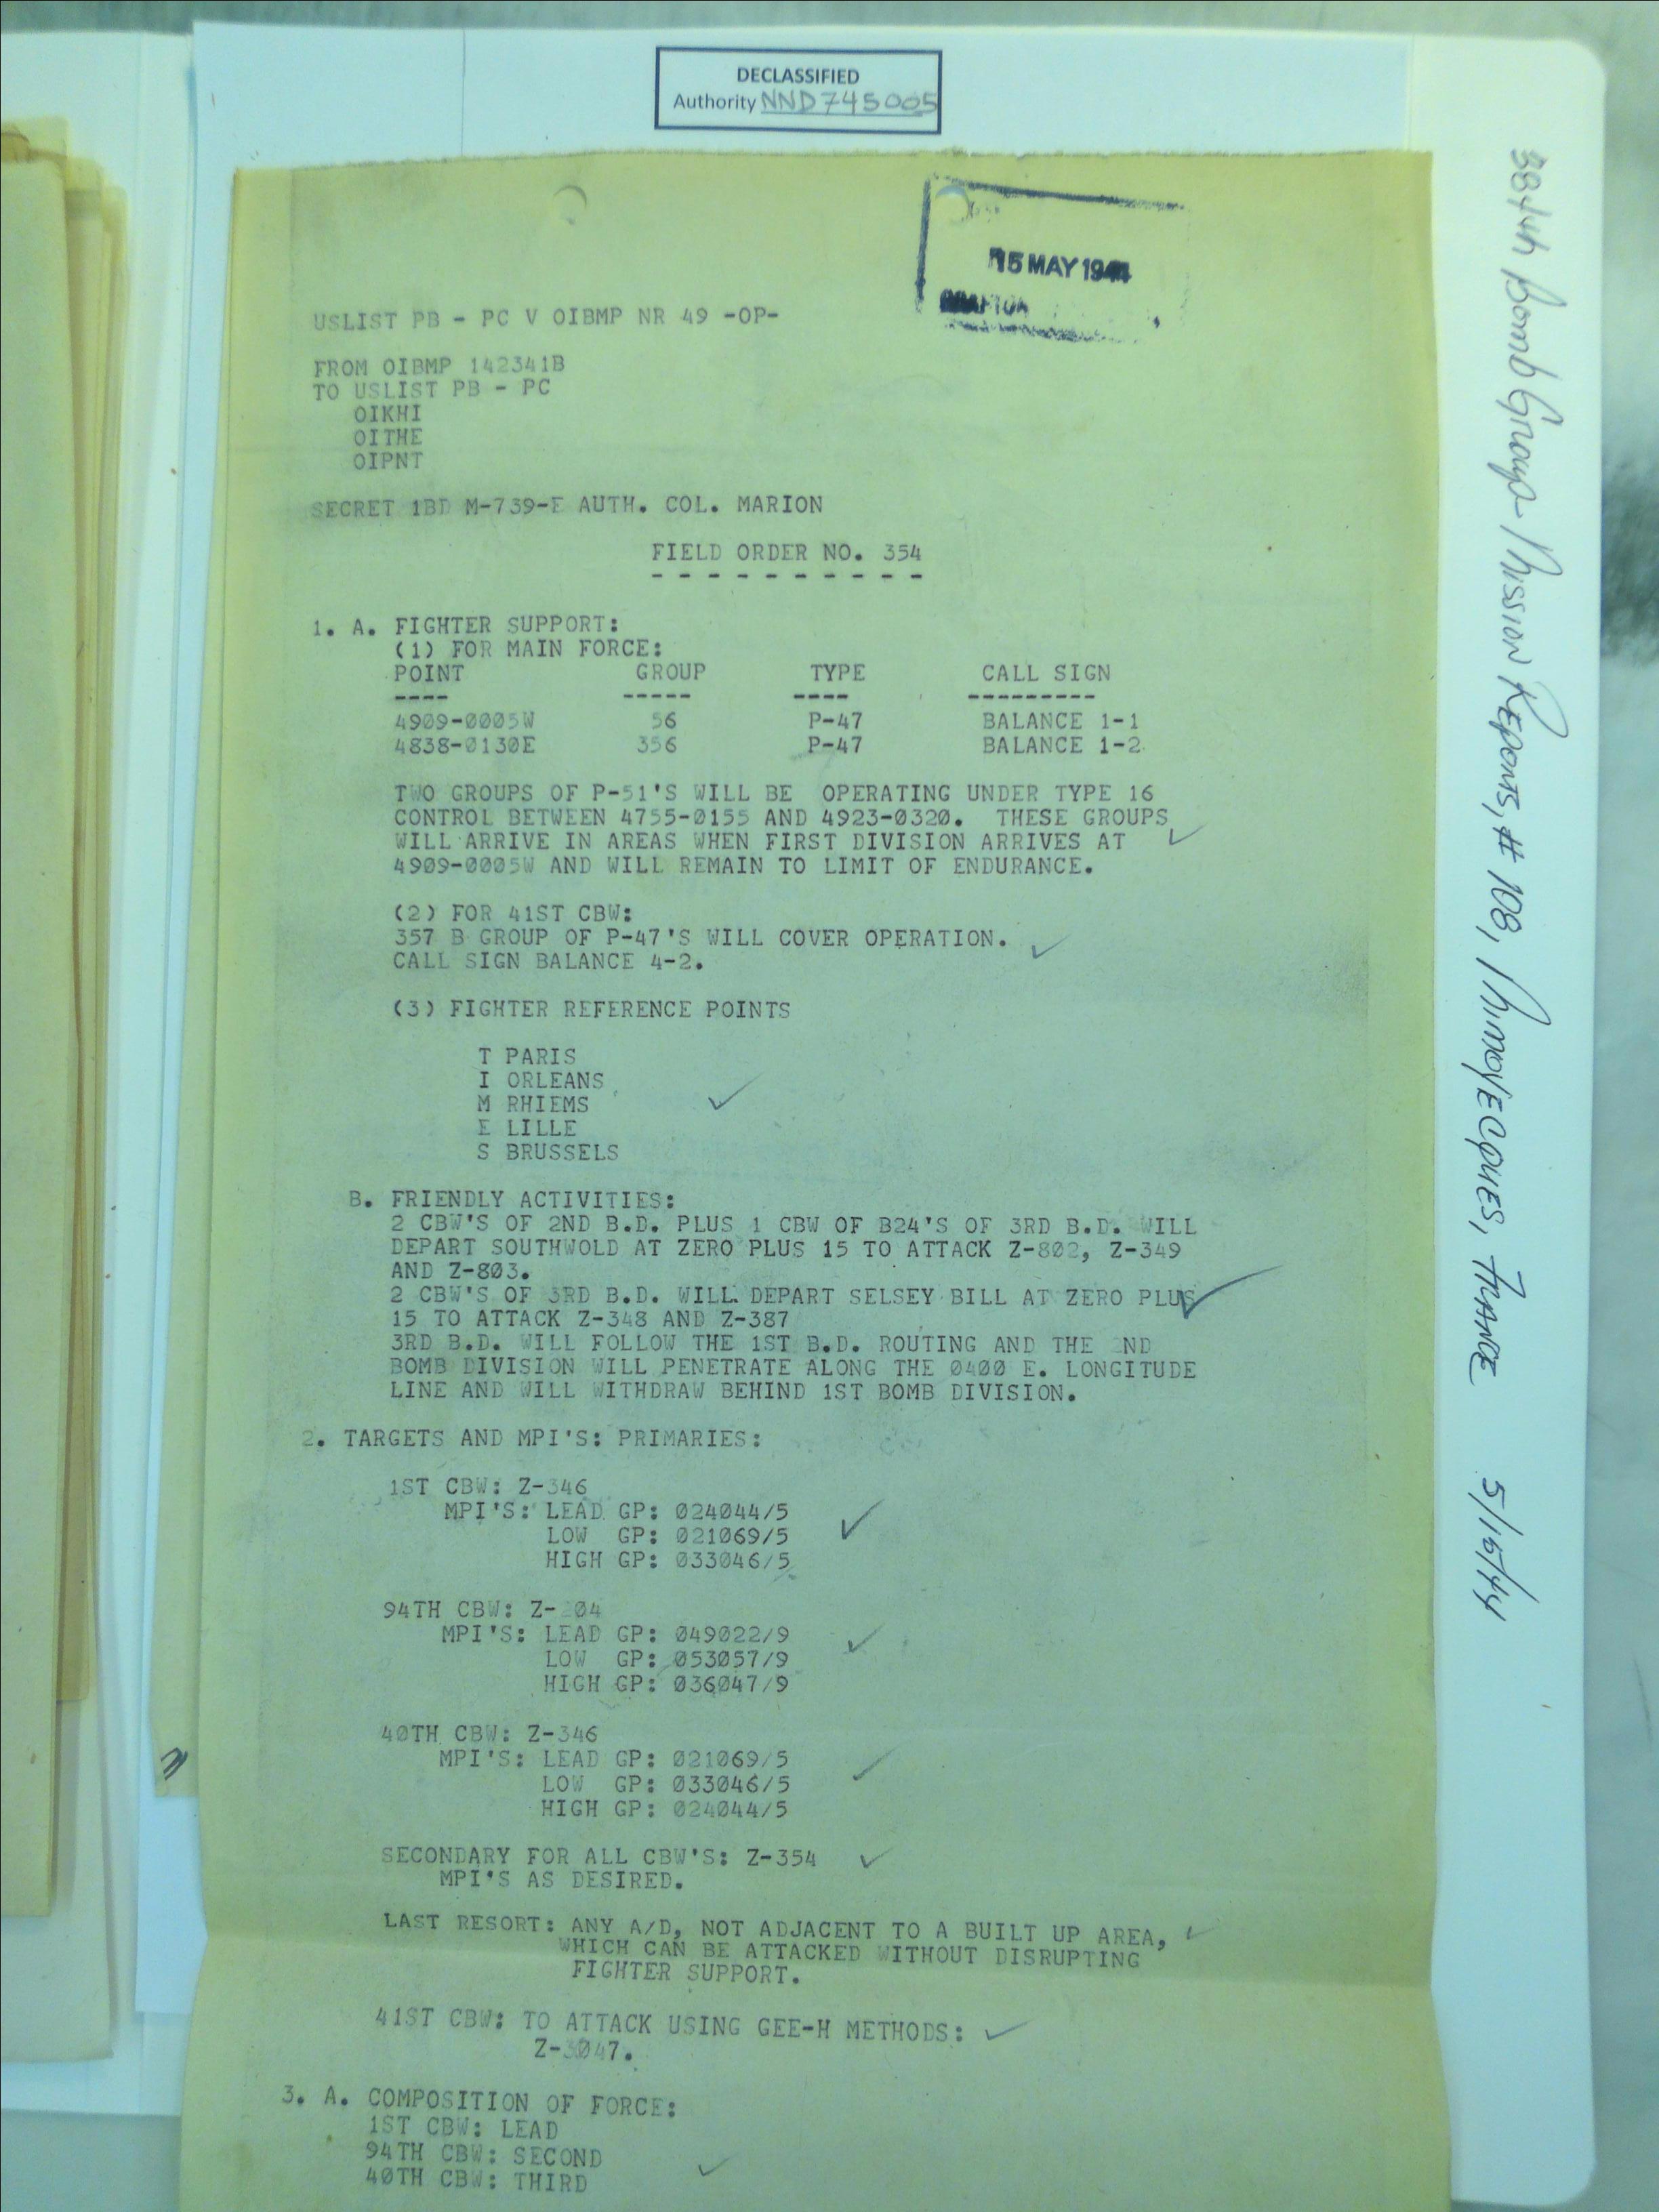 DECLASSIFIED
Authority NND745005
15 MAY 1944
USLIST PB - PC V OIBMP NR 49 -OP-
FROM OIBMP 142341B
TO USLIST PB - PC
OIKHI
OITHE
OIPNT
SECRET 1BD M-739-E AUTH. COL. MARION
FIELD ORDER NO. 354
- - - - - - - - - -
1. A. FIGHTER SUPPORT:
(1) FOR MAIN FORCE:
POINT GROUP TYPE CALL SIGN
---- ----- ---- ---------
4909-0005W 56 P-47 BALANCE 1-1
4838-0130E 356 P-47 BALANCE 1-2
TWO GROUPS OF P-51'S WILL BE OPERATING UNDER TYPE 16
CONTROL BETWEEN 4755-0155 AND 4923-0320. THESE GROUPS
WILL ARRIVE IN AREAS WHEN FIRST DIVISION ARRIVES AT
4909-0005W AND WILL REMAIN TO LIMIT OF ENDURANCE.
(2) FOR 41ST CBW:
357 B GROUP OF P-47'S WILL COVER OPERATION.
CALL SIGN BALANCE 4-2.
(3) FIGHTER REFERENCE POINTS
T PARIS
I ORLEANS
M RHIEMS
E LILLE
S BRUSSELS
B. FRIENDLY ACTIVITIES:
2 CBW'S OF 2ND B.D. PLUS 1 CBW OF B24'S OF 3RD B.D. WILL
DEPART SOUTHWOLD AT ZERO PLUS 15 TO ATTACK Z-802, Z-349
AND Z-803.
2 CBW'S OF 3RD B.D. WILL DEPART SELSEY BILL AT ZERO PLUS
15 TO ATTACK Z-348 AND Z-387
3RD B.D. WILL FOLLOW THE 1ST B.D. ROUTING AND THE 2ND
BOMB DIVISION WILL PENETRATE ALONG THE 0400 E. LONGITUDE
LINE AND WILL WITHDRAW BEHIND 1ST BOMB DIVISION.
2. TARGETS AND MPI'S: PRIMARIES:
1ST CBW: Z-346
MPI'S: LEAD GP: 024044/5
LOW GP: 021069/5
HIGH GP: 033046/5
94TH CBW: Z-204
MPI'S: LEAD GP: 049022/9
LOW GP: 053057/9
HIGH GP: 036047/9
40TH CBW: Z-346
MPI'S: LEAD GP: 021069/5
LOW GP: 033046/5
HIGH GP: 024044/5
SECONDARY FOR ALL CBW'S: Z-354
MPI'S AS DESIRED.
LAST RESORT: ANY A/D, NOT ADJACENT TO A BUILT UP AREA,
WHICH CAN BE ATTACKED WITHOUT DISRUPTING
FIGHTER SUPPORT.
41ST CBW: TO ATTACK USING GEE-H METHODS:
Z-3047.
3. A. COMPOSITION OF FORCE:
1ST CBW: LEAD
94TH CBW: SECOND
40TH CBW: THIRD
384th Bomb Group - Mission Reports, # 108, Mimoyecques, France 5/15/44